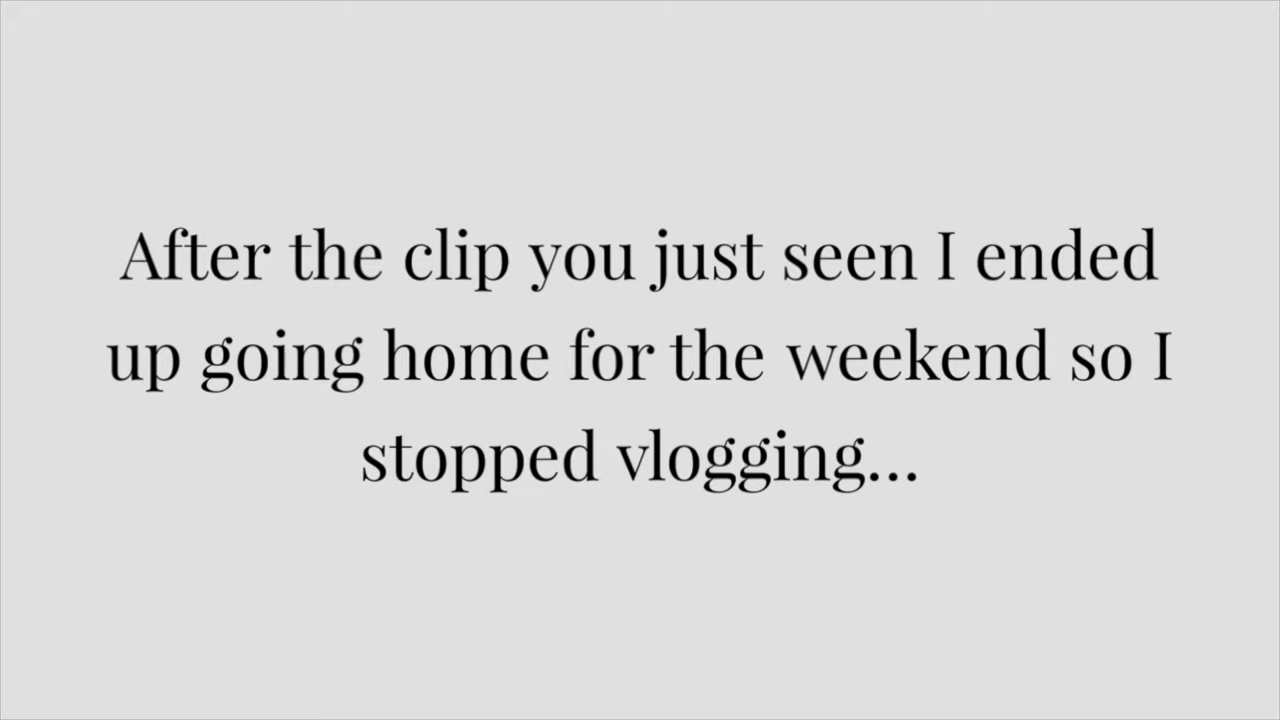 After the clip you just seen I ended
up going home for the weekend so I
stopped vlogging...